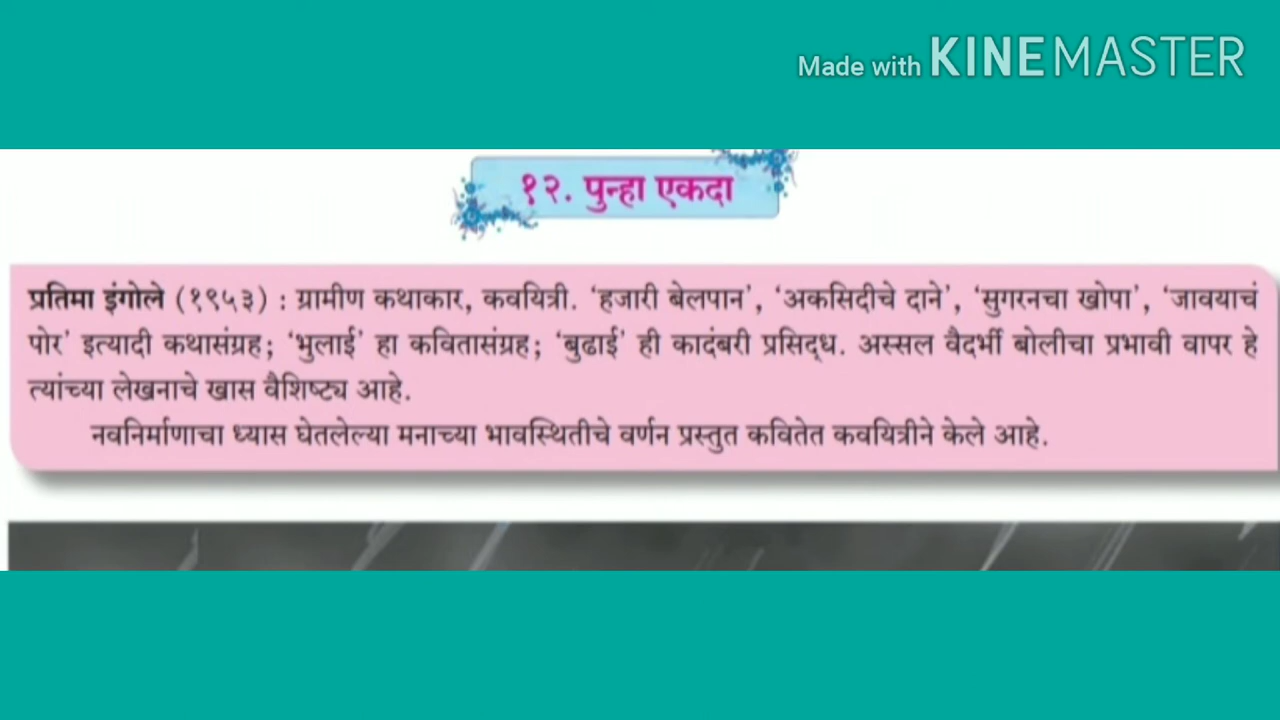 Made with KINEMASTER
१२. पुन्हा एकदा
प्रतिमा इंगोले (१९५३) : ग्रामीण कथाकार, कवयित्री. ‘हजारी बेलपान’, ‘अकसिदीचे दाने’, ‘सुगरनचा खोपा’, ‘जावयाचं
पोर’ इत्यादी कथासंग्रह; ‘भुलाई’ हा कवितासंग्रह; ‘बुढाई’ ही कादंबरी प्रसिद्ध. अस्सल वैदर्भी बोलीचा प्रभावी वापर हे
त्यांच्या लेखनाचे खास वैशिष्ट्य आहे.
नवनिर्माणाचा ध्यास घेतलेल्या मनाच्या भावस्थितीचे वर्णन प्रस्तुत कवितेत कवयित्रीने केले आहे.